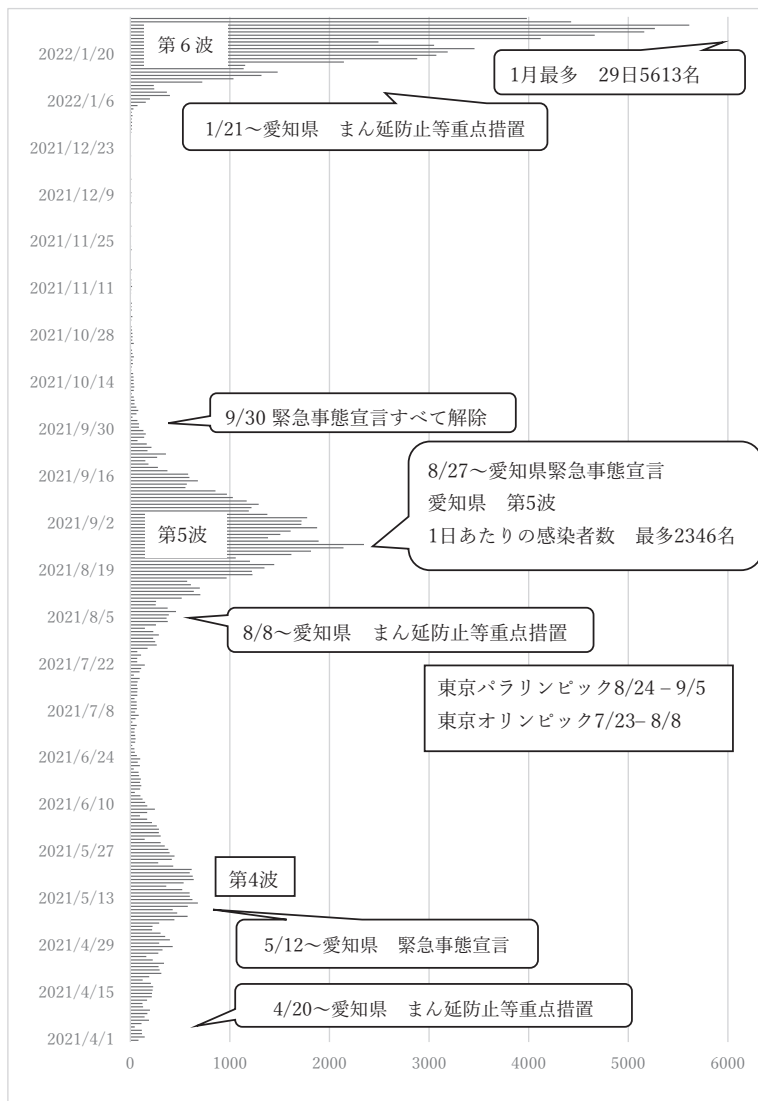 第６波
2022/1/20
1月最多　29日5613名
2022/1/6
1/21～愛知県　まん延防止等重点措置
2021/12/23
2021/12/9
2021/11/25
2021/11/11
2021/10/28
2021/10/14
9/30 緊急事態宣言すべて解除
2021/9/30
8/27～愛知県緊急事態宣言
愛知県　第5波
1日あたりの感染者数　最多2346名
2021/9/16
2021/9/2
第5波
2021/8/19
2021/8/5
8/8～愛知県　まん延防止等重点措置
2021/7/22
東京パラリンピック8/24 – 9/5
東京オリンピック7/23– 8/8
2021/7/8
2021/6/24
2021/6/10
2021/5/27
第4波
2021/5/13
5/12～愛知県　緊急事態宣言
2021/4/29
2021/4/15
4/20～愛知県　まん延防止等重点措置
2021/4/1
0 1000 2000 3000 4000 5000 6000